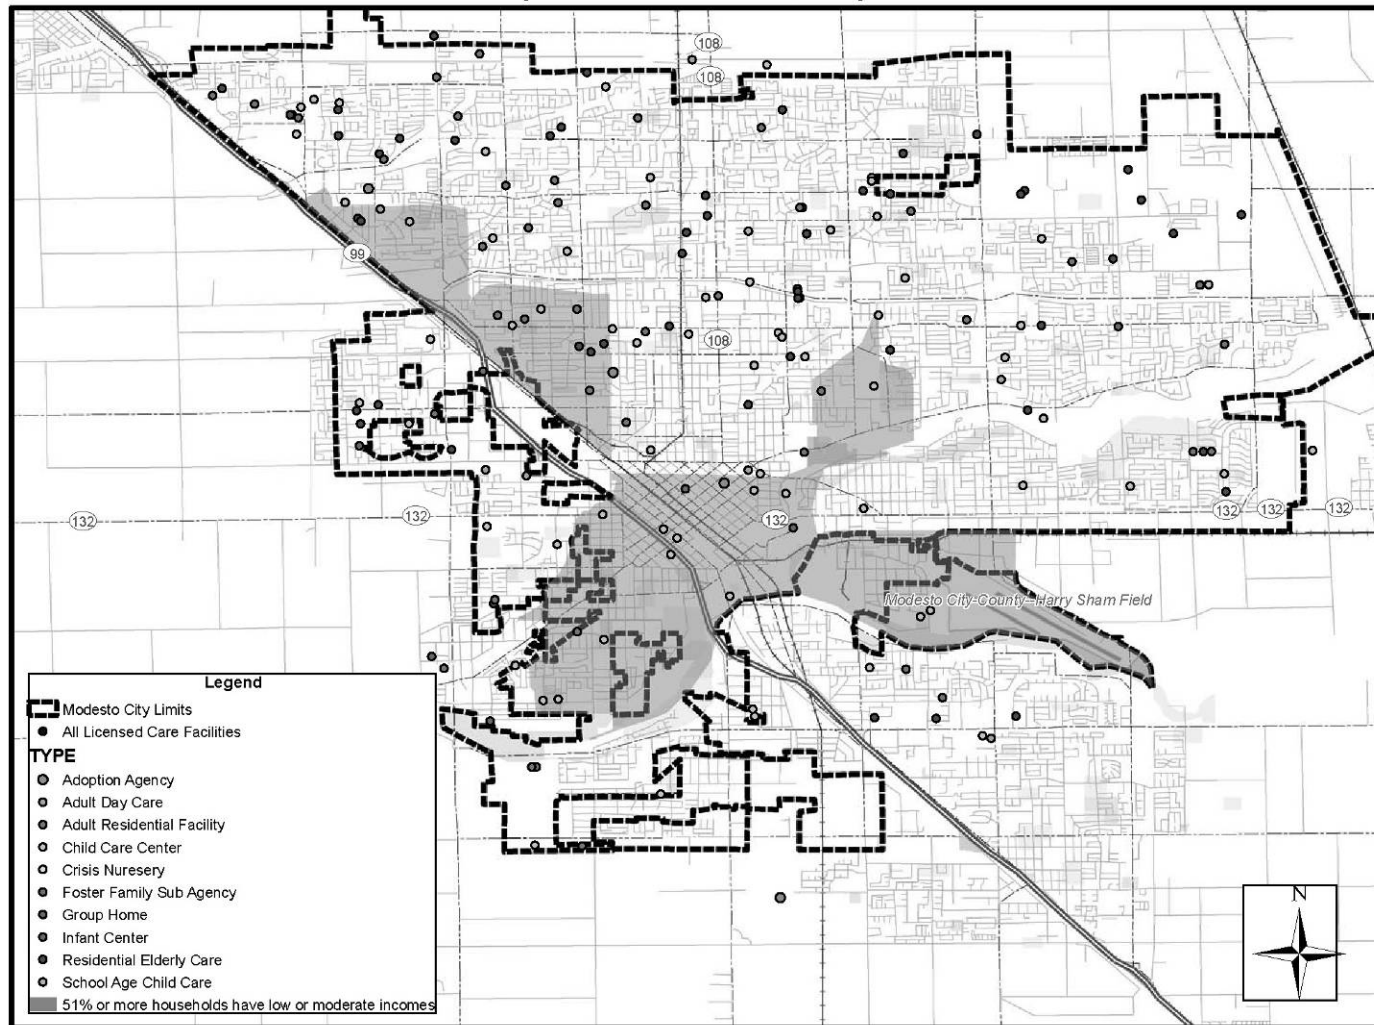 108
108
99
108
132
132
132
132
132
132
Modesto City-County--Harry Sham Field
Legend
Modesto City Limits
All Licensed Care Facilities
TYPE
Adoption Agency
Adult Day Care
Adult Residential Facility
Child Care Center
Crisis Nuresery
Foster Family Sub Agency
Group Home
Infant Center
Residential Elderly Care
School Age Child Care
51% or more households have low or moderate incomes
N